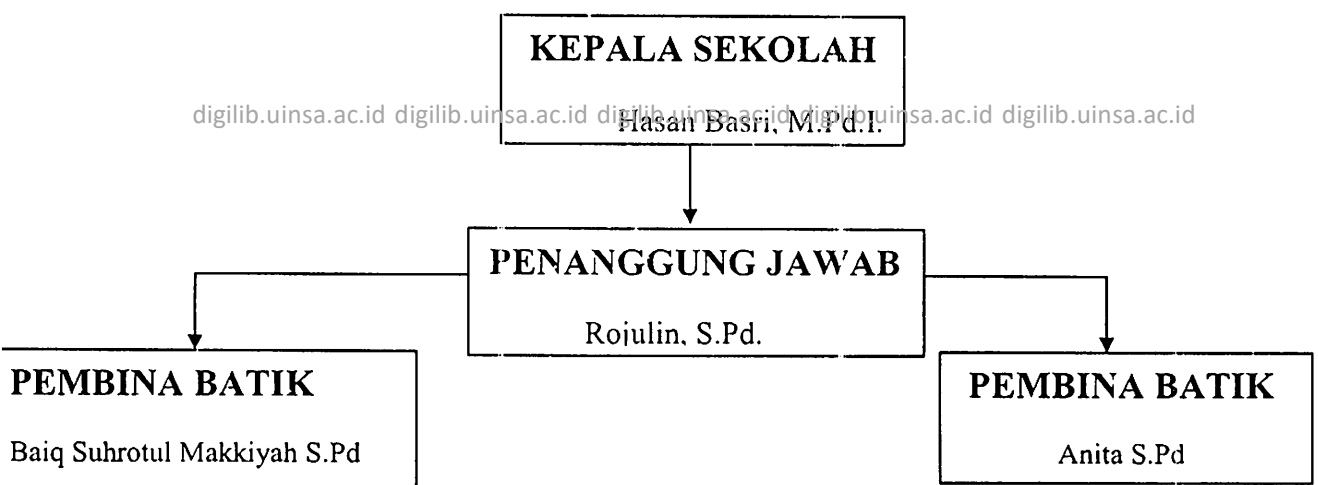 KEPALA SEKOLAH
digilib.uinsa.ac.id digilib.uinsa.ac.id digilib.uinsa.ac.id digilib.uinsa.ac.id digilib.uinsa.ac.id
Hasan Basri, M.Pd.I.
PENANGGUNG JAWAB
Rojulin, S.Pd.
PEMBINA BATIK
Baiq Suhrotul Makkiyah S.Pd
PEMBINA BATIK
Anita S.Pd